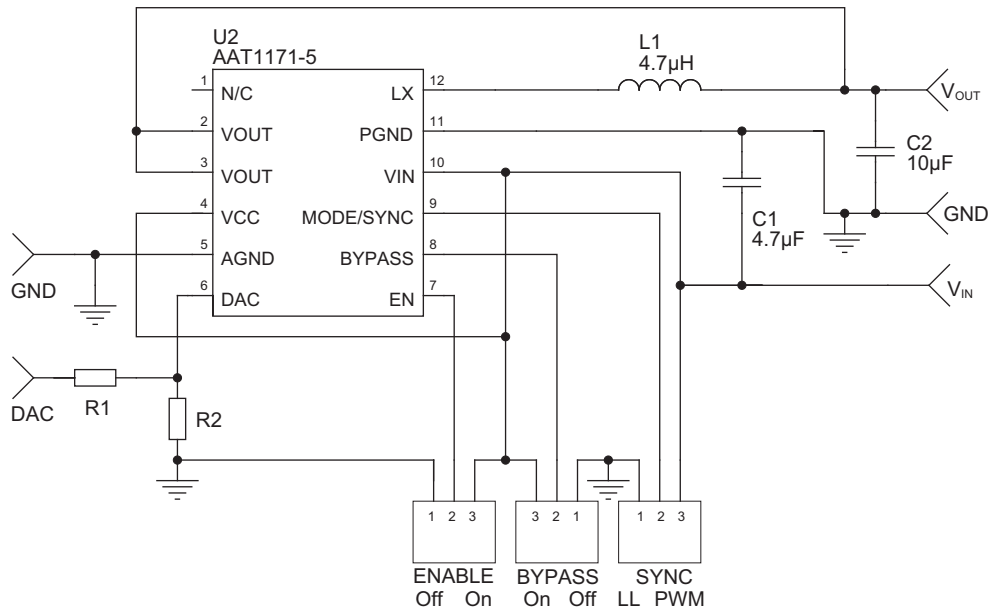 U2
AAT1171-5
L1
4.7µH
1
N/C
LX
12
VOUT
2
VOUT
PGND
11
3
VOUT
VIN
10
C2
10µF
4
VCC
MODE/SYNC
9
C1
4.7µF
GND
5
AGND
BYPASS
8
GND
6
DAC
EN
7
VIN
DAC
R1
R2
1 2 3
3 2 1
1 2 3
ENABLE
Off On
BYPASS
On Off
SYNC
LL PWM